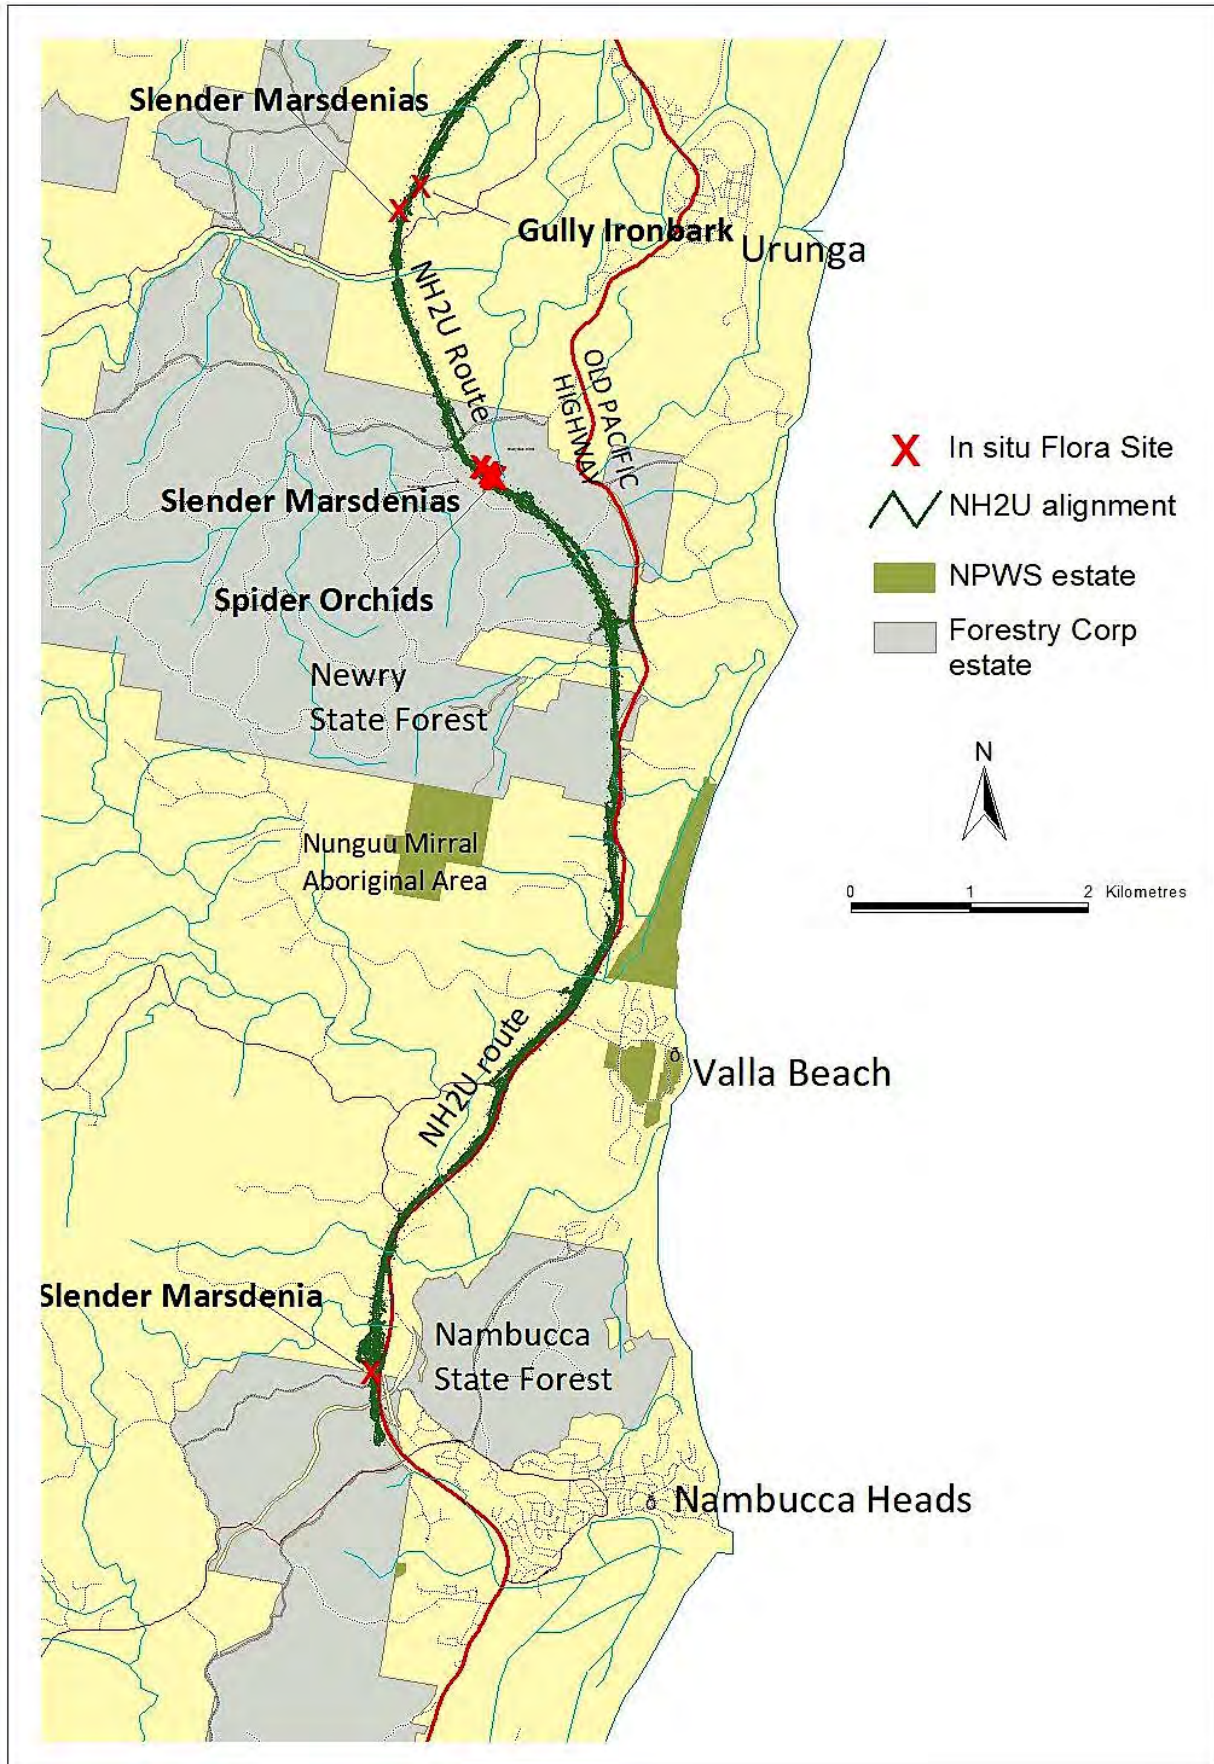 Slender Marsdenias
Gully Ironbark
Urunga
NH2U Route
OLD PACIFIC
HIGHWAY
Slender Marsdenias
Spider Orchids
Newry
State Forest
Nunguu Mirral
Aboriginal Area
NH2U route
Valla Beach
Slender Marsdenia
Nambucca
State Forest
Nambucca Heads
X In situ Flora Site
NH2U alignment
NPWS estate
Forestry Corp
estate
N
0 1 2 Kilometres